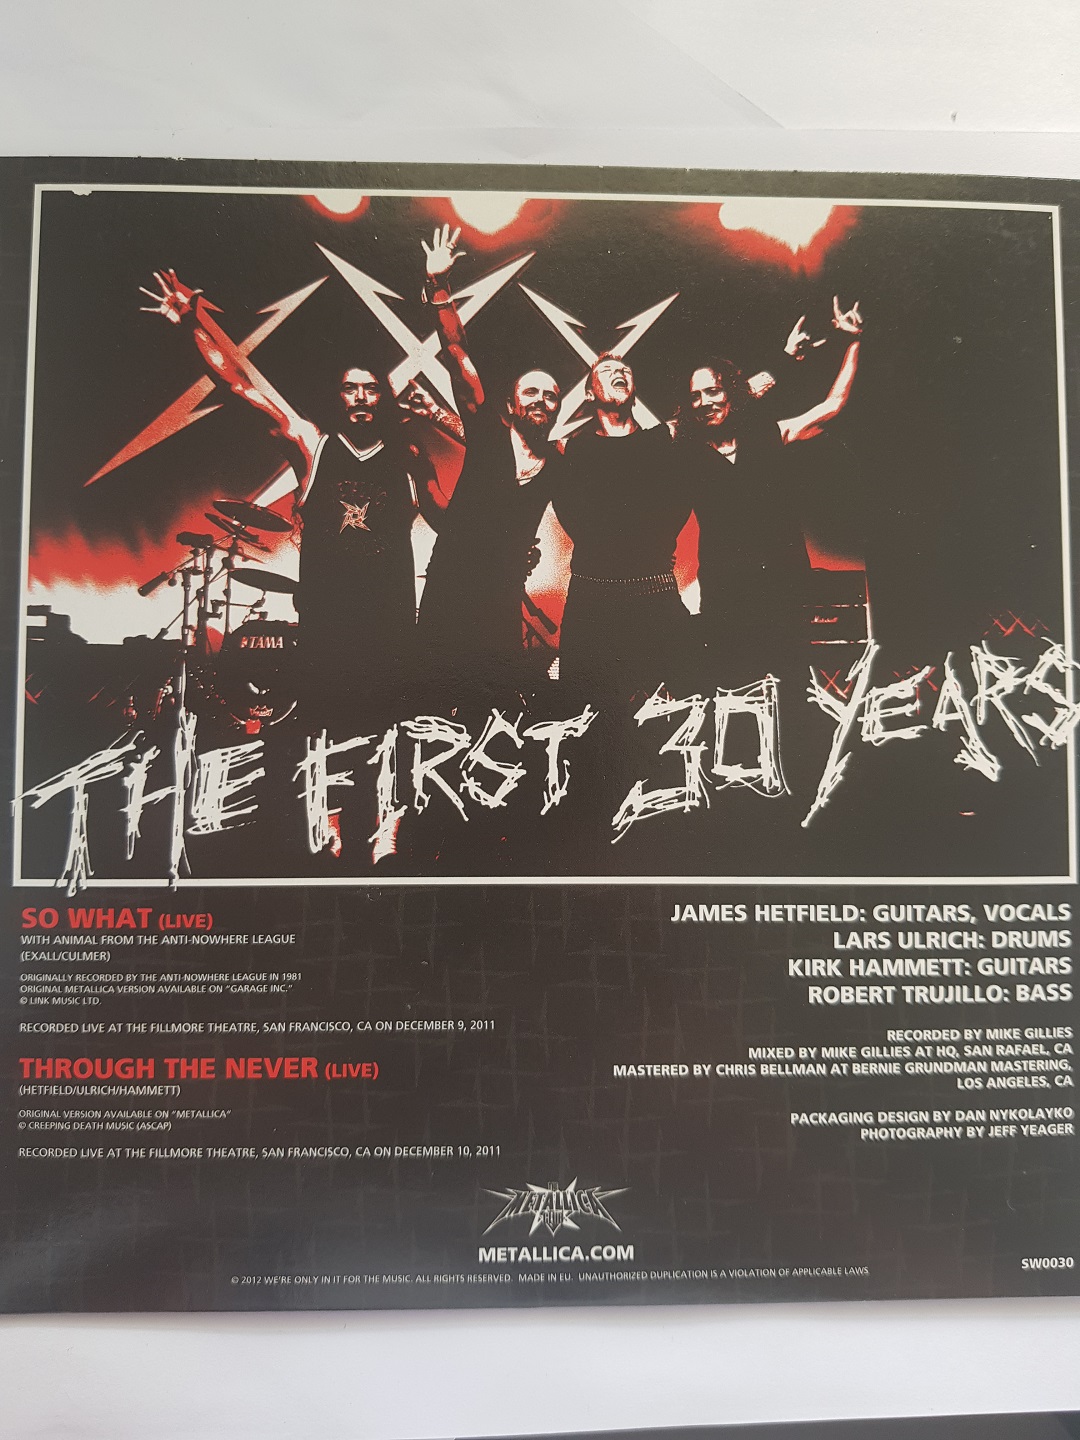 TAMA
THE FIRST 30 YEARS
SO WHAT (LIVE)
WITH ANIMAL FROM THE ANTI-NOWHERE LEAGUE
(EXALL/CULMER)
ORIGINALLY RECORDED BY THE ANTI-NOWHERE LEAGUE IN 1981
ORIGINAL METALLICA VERSION AVAILABLE ON "GARAGE INC."
© LINK MUSIC LTD.
RECORDED LIVE AT THE FILLMORE THEATRE, SAN FRANCISCO, CA ON DECEMBER 9, 2011
THROUGH THE NEVER (LIVE)
(HETFIELD/ULRICH/HAMMETT)
ORIGINAL VERSION AVAILABLE ON "METALLICA"
© CREEPING DEATH MUSIC (ASCAP)
RECORDED LIVE AT THE FILLMORE THEATRE, SAN FRANCISCO, CA ON DECEMBER 10, 2011
JAMES HETFIELD: GUITARS, VOCALS
LARS ULRICH: DRUMS
KIRK HAMMETT: GUITARS
ROBERT TRUJILLO: BASS
RECORDED BY MIKE GILLIES
MIXED BY MIKE GILLIES AT HQ, SAN RAFAEL, CA
MASTERED BY CHRIS BELLMAN AT BERNIE GRUNDMAN MASTERING,
LOS ANGELES, CA
PACKAGING DESIGN BY DAN NYKOLAYKO
PHOTOGRAPHY BY JEFF YEAGER
THE
METALLICA
CLUB
METALLICA.COM
© 2012 WE'RE ONLY IN IT FOR THE MUSIC. ALL RIGHTS RESERVED. MADE IN EU. UNAUTHORIZED DUPLICATION IS A VIOLATION OF APPLICABLE LAWS
SW0030